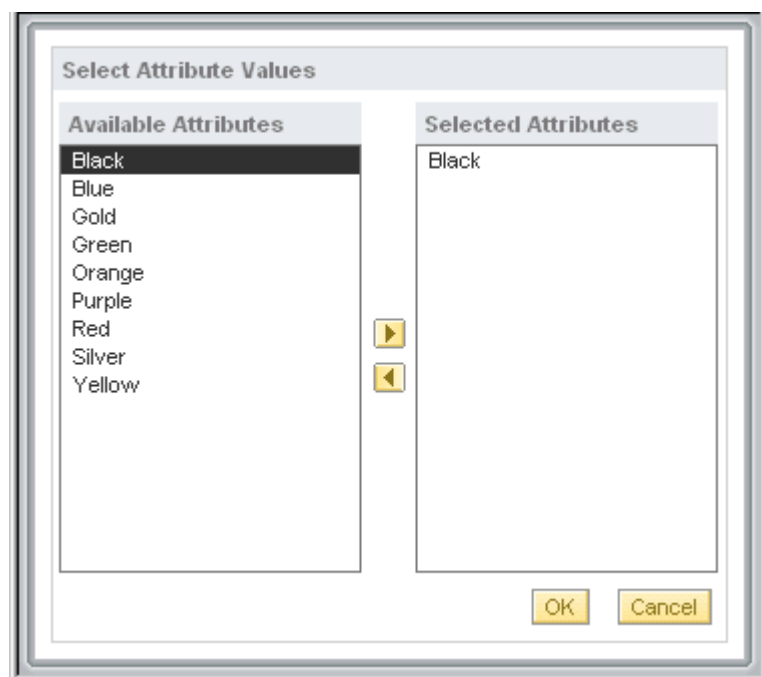 Select Attribute Values
Available Attributes
Black
Blue
Gold
Green
Orange
Purple
Red
Silver
Yellow
Selected Attributes
Black
OK
Cancel